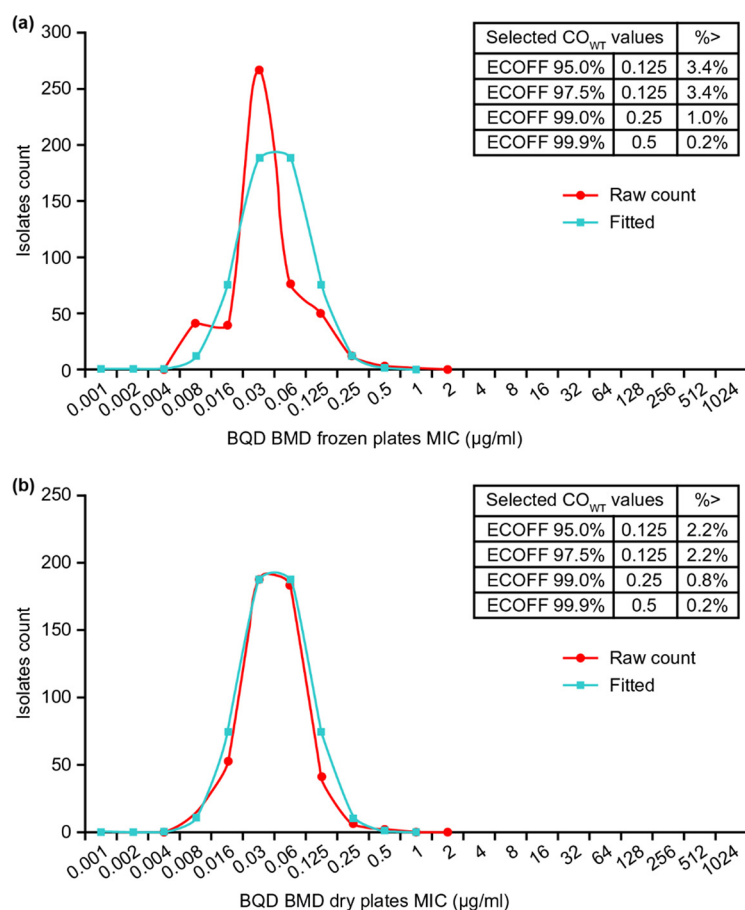 (a)
300
250
200
150
100
50
0
Isolates count
Selected CO_WT values %>
ECOFF 95.0% 0.125 3.4%
ECOFF 97.5% 0.125 3.4%
ECOFF 99.0% 0.25 1.0%
ECOFF 99.9% 0.5 0.2%
Raw count
Fitted
0.001 0.002 0.004 0.008 0.016 0.03 0.06 0.125 0.25 0.5 1 2 4 8 16 32 64 128 256 512 1024
BQD BMD frozen plates MIC (µg/ml)
(b)
250
200
150
100
50
0
Isolates count
Selected CO_WT values %>
ECOFF 95.0% 0.125 2.2%
ECOFF 97.5% 0.125 2.2%
ECOFF 99.0% 0.25 0.8%
ECOFF 99.9% 0.5 0.2%
Raw count
Fitted
0.001 0.002 0.004 0.008 0.016 0.03 0.06 0.125 0.25 0.5 1 2 4 8 16 32 64 128 256 512 1024
BQD BMD dry plates MIC (µg/ml)